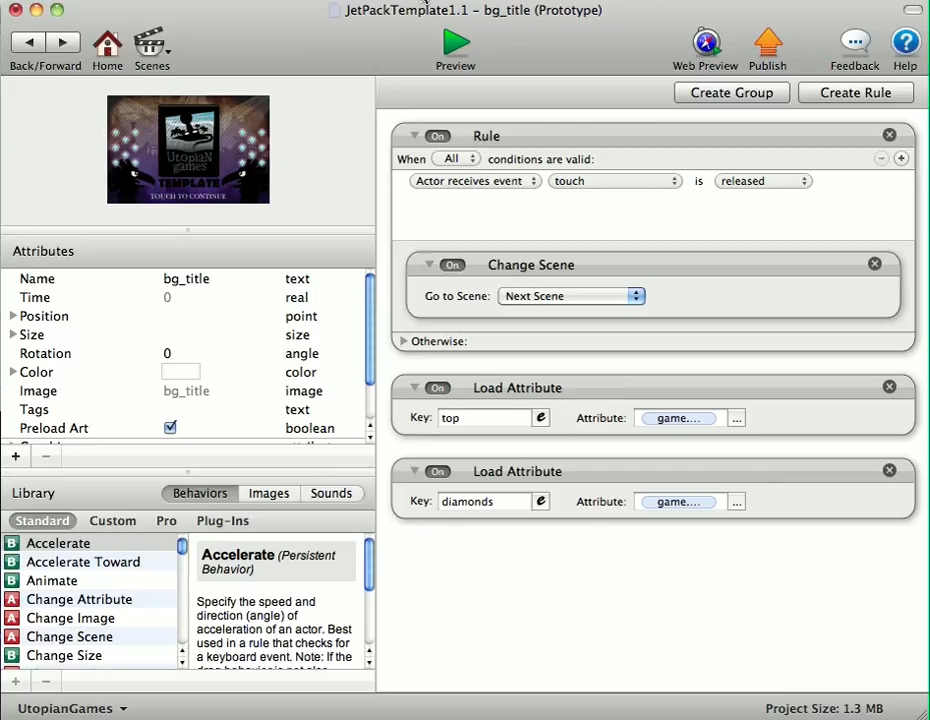 JetPackTemplate1.1 – bg_title (Prototype)
Back/Forward
Home
Scenes
Preview
Web Preview
Publish
Feedback
Help
Create Group
Create Rule
UtopiaN
games
TEMPLATE
TOUCH TO CONTINUE
Attributes
Name bg_title text
Time 0 real
Position point
Size size
Rotation 0 angle
Color color
Image bg_title image
Tags text
Preload Art boolean
Library
Behaviors
Images
Sounds
Standard
Custom
Pro
Plug-Ins
B Accelerate
B Accelerate Toward
B Animate
A Change Attribute
A Change Image
A Change Scene
B Change Size
Accelerate (Persistent
Behavior)
Specify the speed and
direction (angle) of
acceleration of an actor. Best
used in a rule that checks for
a keyboard event. Note: If the
On Rule
When All conditions are valid:
Actor receives event touch is released
On Change Scene
Go to Scene: Next Scene
Otherwise:
On Load Attribute
Key: top e Attribute: game.... ...
On Load Attribute
Key: diamonds e Attribute: game.... ...
UtopianGames
Project Size: 1.3 MB